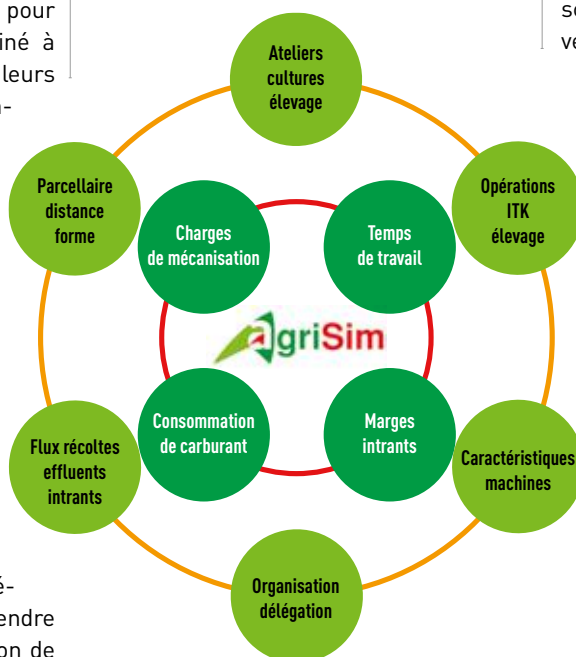 pour
iné à
leurs
n-
so
ve
Ateliers
cultures
élevage
Parcellaire
distance
forme
Opérations
ITK
élevage
Charges
de mécanisation
Temps
de travail
AgriSim
Consommation
de carburant
Marges
intrants
Flux récoltes
effluents
intrants
Caractéristiques
machines
Organisation
délégation
é-
endre
on de